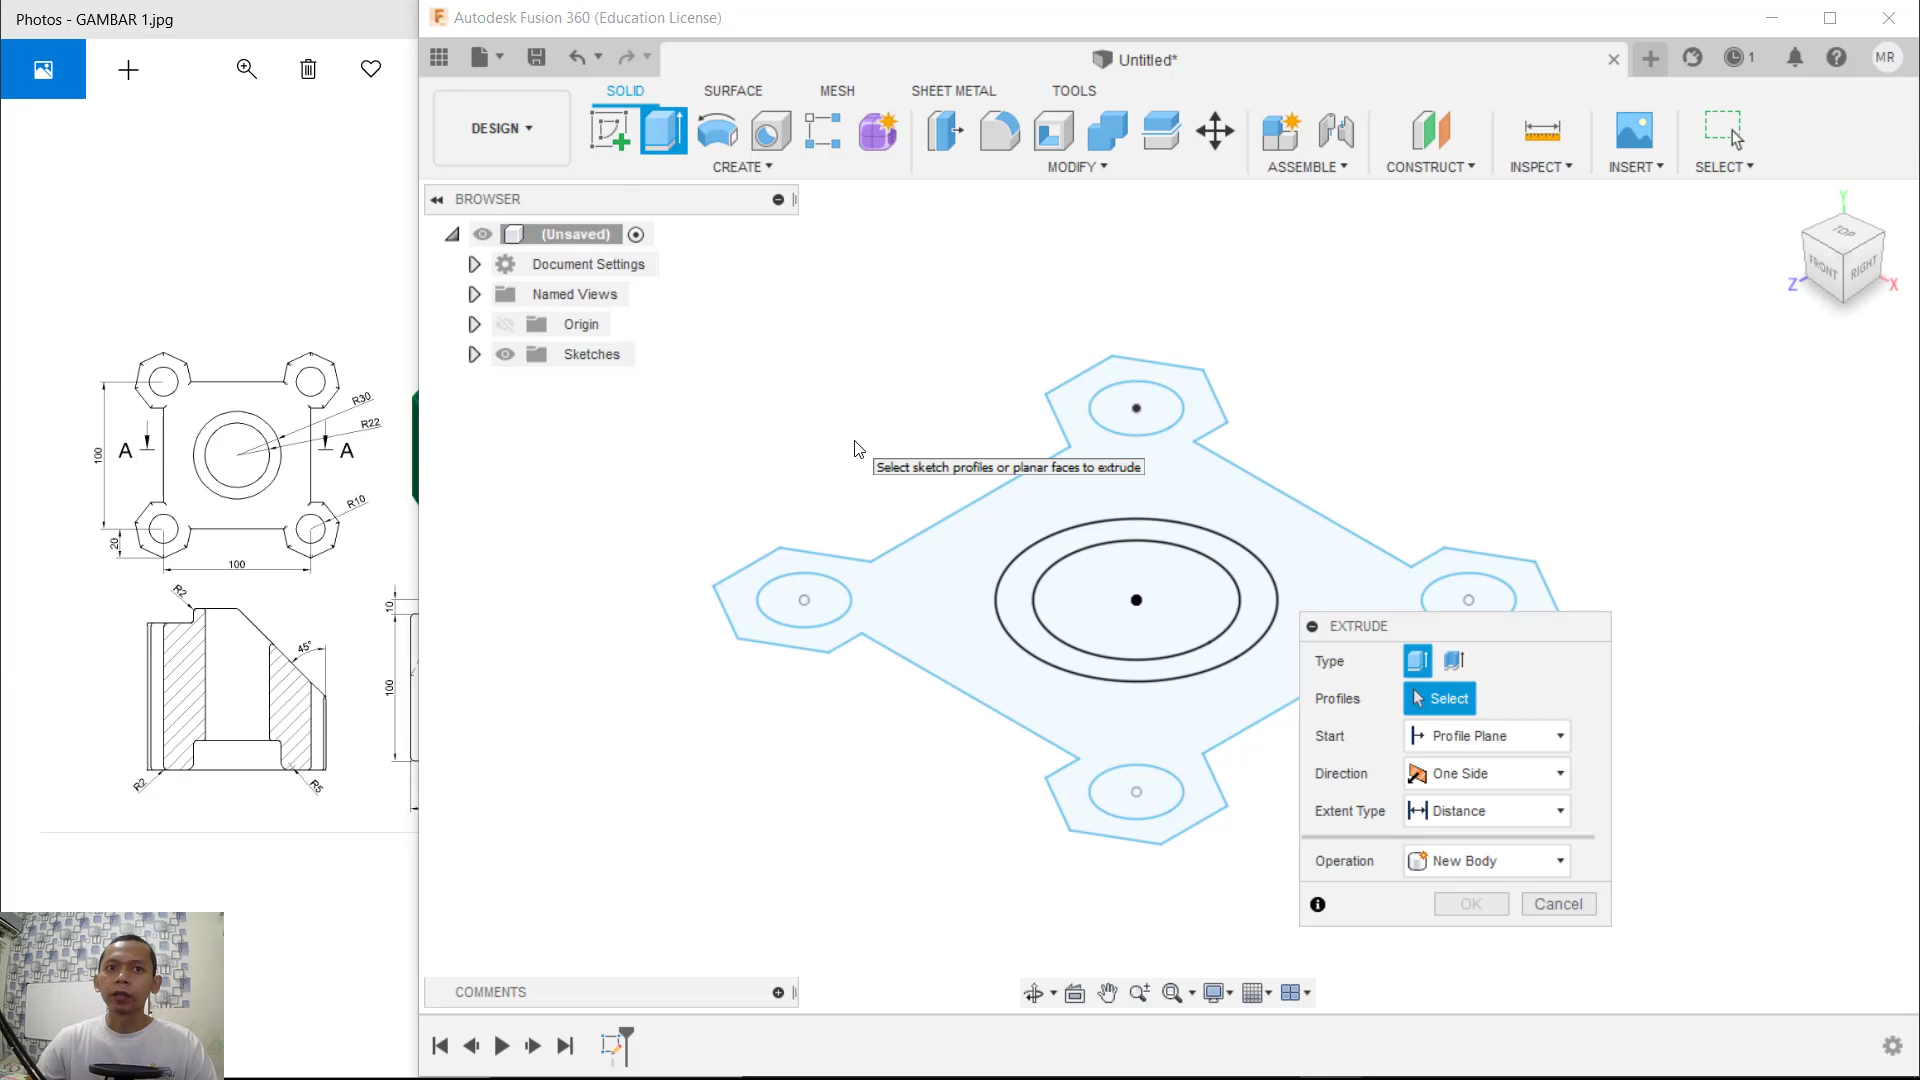 Photos - GAMBAR 1.jpg
Autodesk Fusion 360 (Education License)
Untitled*
1
MR
DESIGN
SOLID
SURFACE
MESH
SHEET METAL
TOOLS
CREATE
MODIFY
ASSEMBLE
CONSTRUCT
INSPECT
INSERT
SELECT
BROWSER
(Unsaved)
Document Settings
Named Views
Origin
Sketches
Y
TOP
FRONT
RIGHT
Z
X
R30
R22
A
A
100
R10
20
100
R2
10
45°
100
R2
R5
Select sketch profiles or planar faces to extrude
EXTRUDE
Type
Profiles
Select
Start
Profile Plane
Direction
One Side
Extent Type
Distance
Operation
New Body
OK
Cancel
COMMENTS